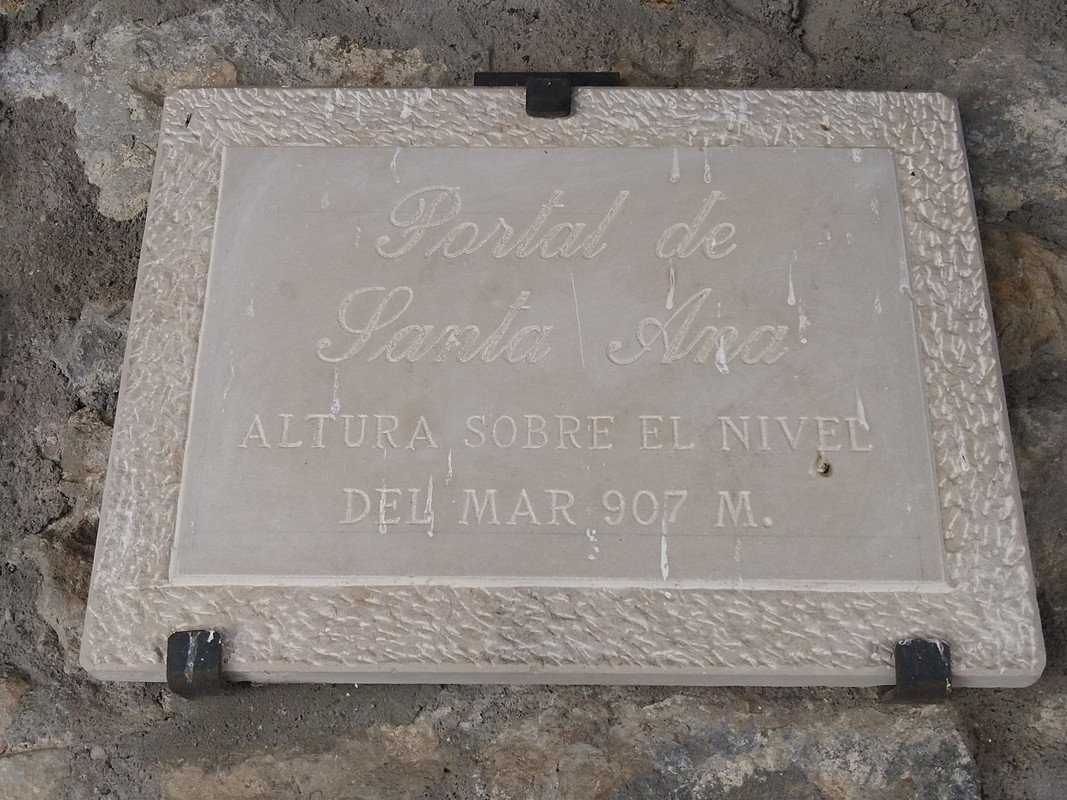 Portal de
Santa Ana
ALTURA SOBRE EL NIVEL
DEL MAR 907 M.